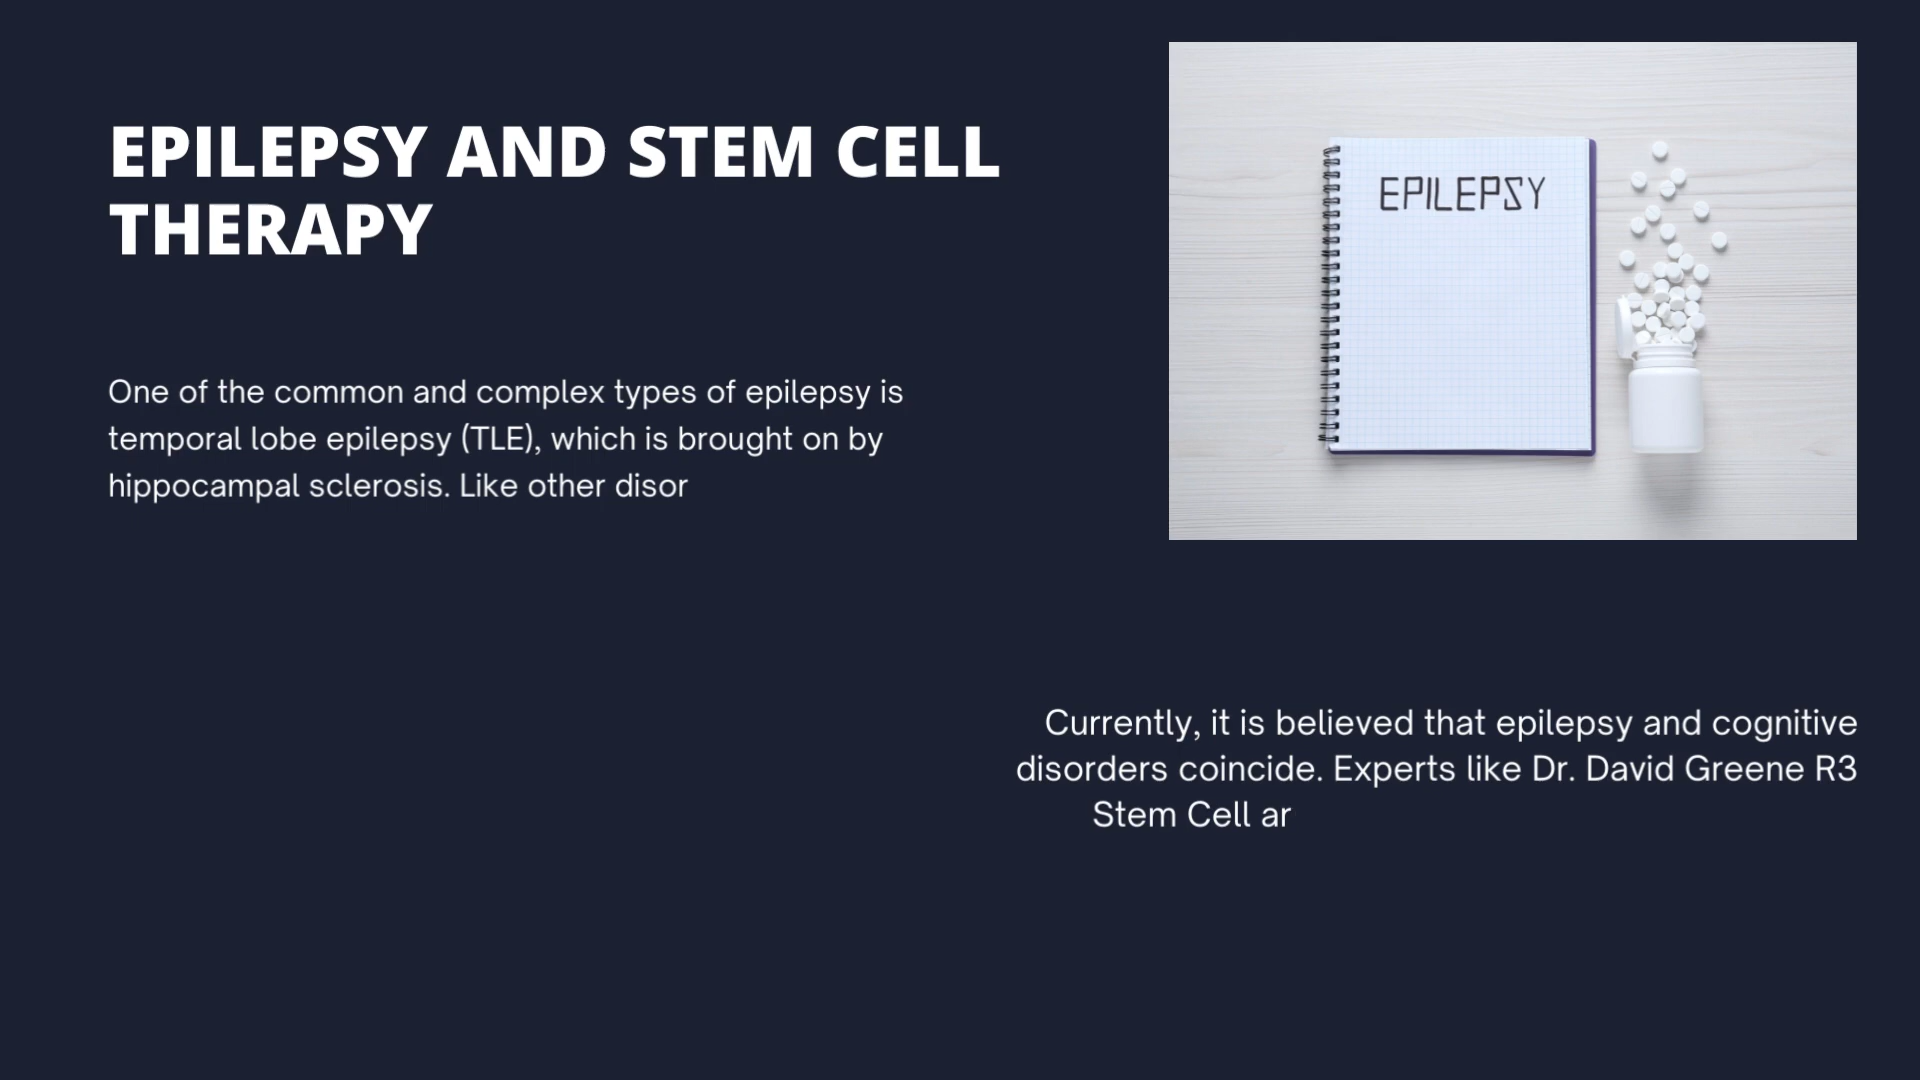 EPILEPSY AND STEM CELL
THERAPY
EPILEPSY
One of the common and complex types of epilepsy is
temporal lobe epilepsy (TLE), which is brought on by
hippocampal sclerosis. Like other disor
Currently, it is believed that epilepsy and cognitive
disorders coincide. Experts like Dr. David Greene R3
Stem Cell ar